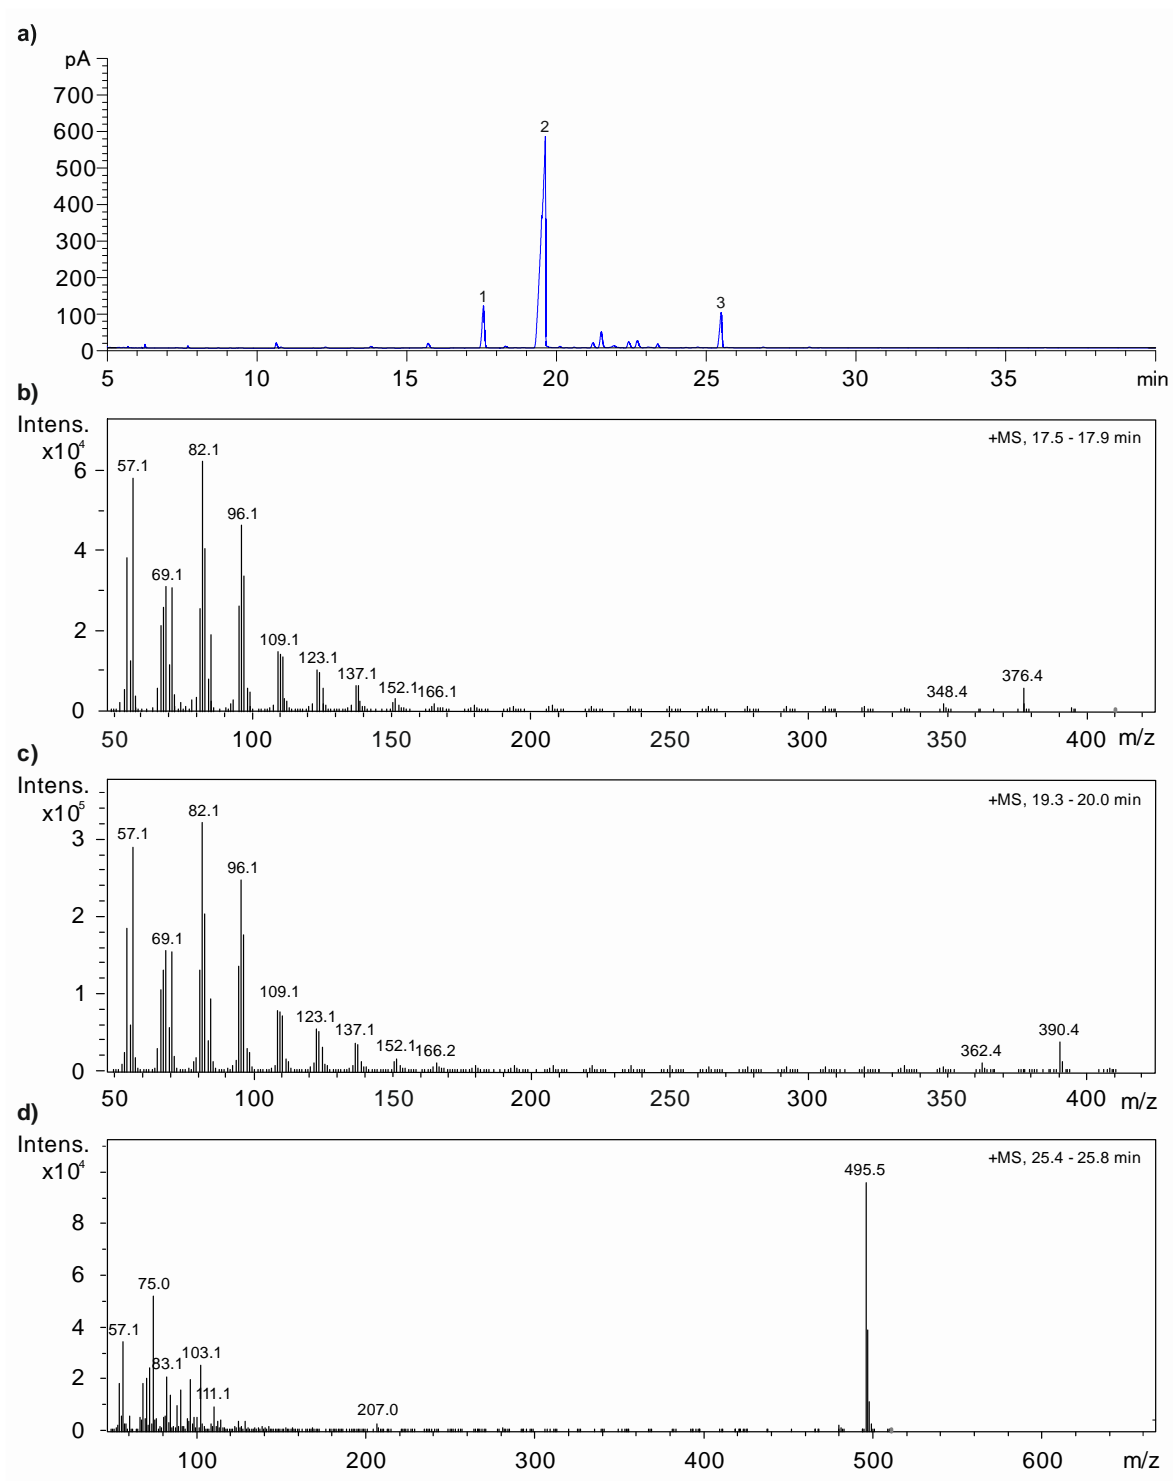 a)
pA
700
600
500
400
300
200
100
0
1
2
3
5 10 15 20 25 30 35 min
b)
Intens.
x10^4
+MS, 17.5 - 17.9 min
6
4
2
0
57.1
69.1
82.1
96.1
109.1
123.1
137.1
152.1
166.1
348.4
376.4
50 100 150 200 250 300 350 400 m/z
c)
Intens.
x10^5
+MS, 19.3 - 20.0 min
3
2
1
0
57.1
69.1
82.1
96.1
109.1
123.1
137.1
152.1
166.2
362.4
390.4
50 100 150 200 250 300 350 400 m/z
d)
Intens.
x10^4
+MS, 25.4 - 25.8 min
8
6
4
2
0
57.1
75.0
83.1
103.1
111.1
207.0
495.5
100 200 300 400 500 600 m/z